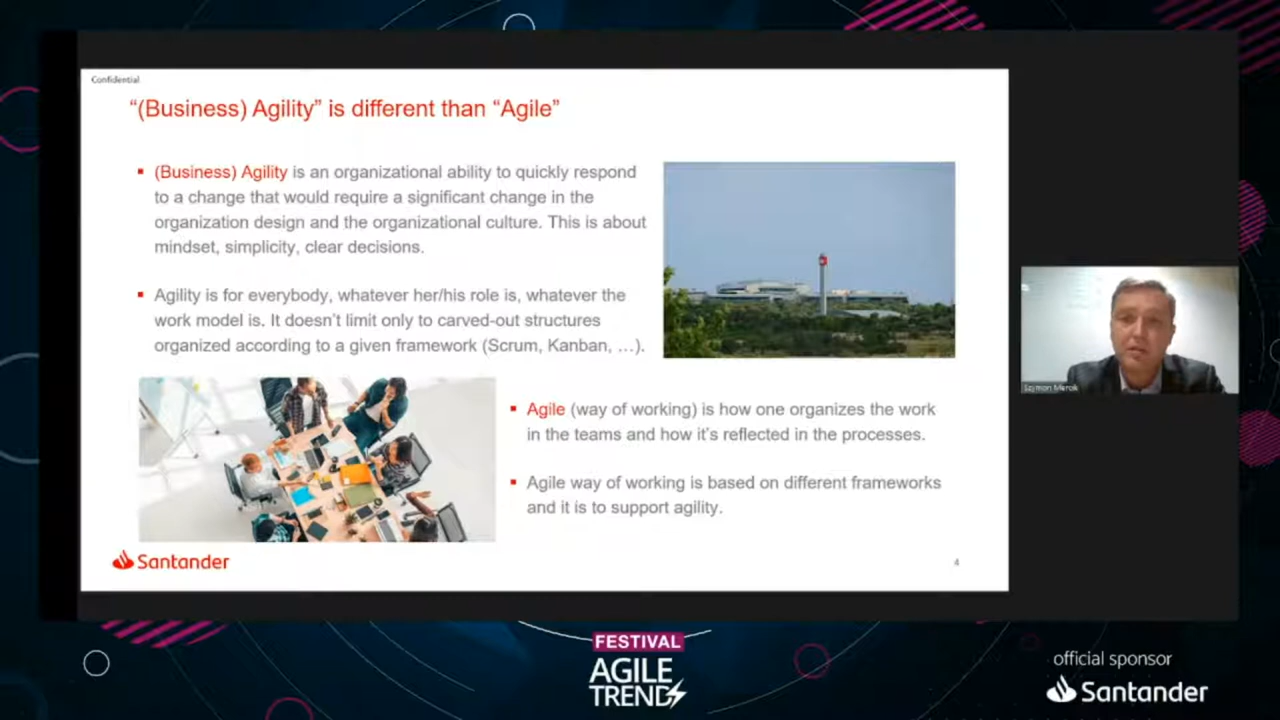 Confidential
“(Business) Agility” is different than “Agile”
▪ (Business) Agility is an organizational ability to quickly respond
to a change that would require a significant change in the
organization design and the organizational culture. This is about
mindset, simplicity, clear decisions.
▪ Agility is for everybody, whatever her/his role is, whatever the
work model is. It doesn’t limit only to carved-out structures
organized according to a given framework (Scrum, Kanban, …).
▪ Agile (way of working) is how one organizes the work
in the teams and how it’s reflected in the processes.
▪ Agile way of working is based on different frameworks
and it is to support agility.
Santander
4
Szymon Merok
FESTIVAL
AGILE
TRENDS
official sponsor
Santander